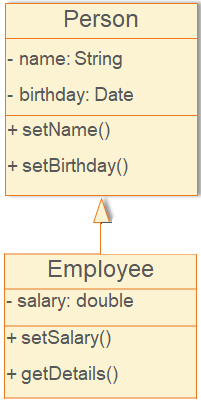 Person
- name: String
- birthday: Date
+ setName()
+ setBirthday()
Employee
- salary: double
+ setSalary()
+ getDetails()